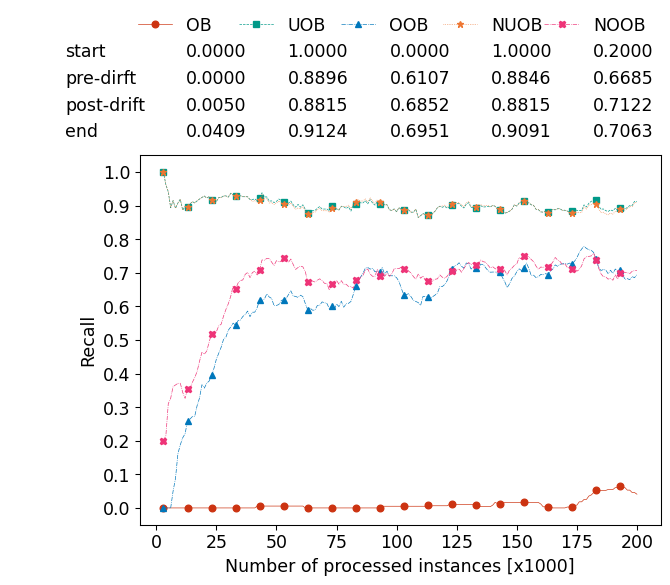 OB UOB OOB NUOB NOOB
start 0.0000 1.0000 0.0000 1.0000 0.2000
pre-dirft 0.0000 0.8896 0.6107 0.8846 0.6685
post-drift 0.0050 0.8815 0.6852 0.8815 0.7122
end 0.0409 0.9124 0.6951 0.9091 0.7063
1.0
0.9
0.8
0.7
0.6
0.5
0.4
0.3
0.2
0.1
0.0
Recall
0 25 50 75 100 125 150 175 200
Number of processed instances [x1000]